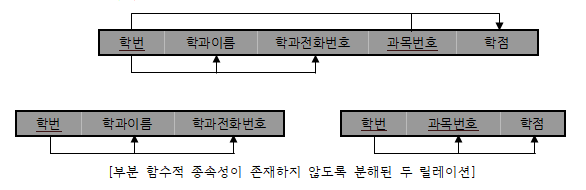 학번 학과이름 학과전화번호 과목번호 학점
학번 학과이름 학과전화번호 학번 과목번호 학점
[부분 함수적 종속성이 존재하지 않도록 분해된 두 릴레이션]